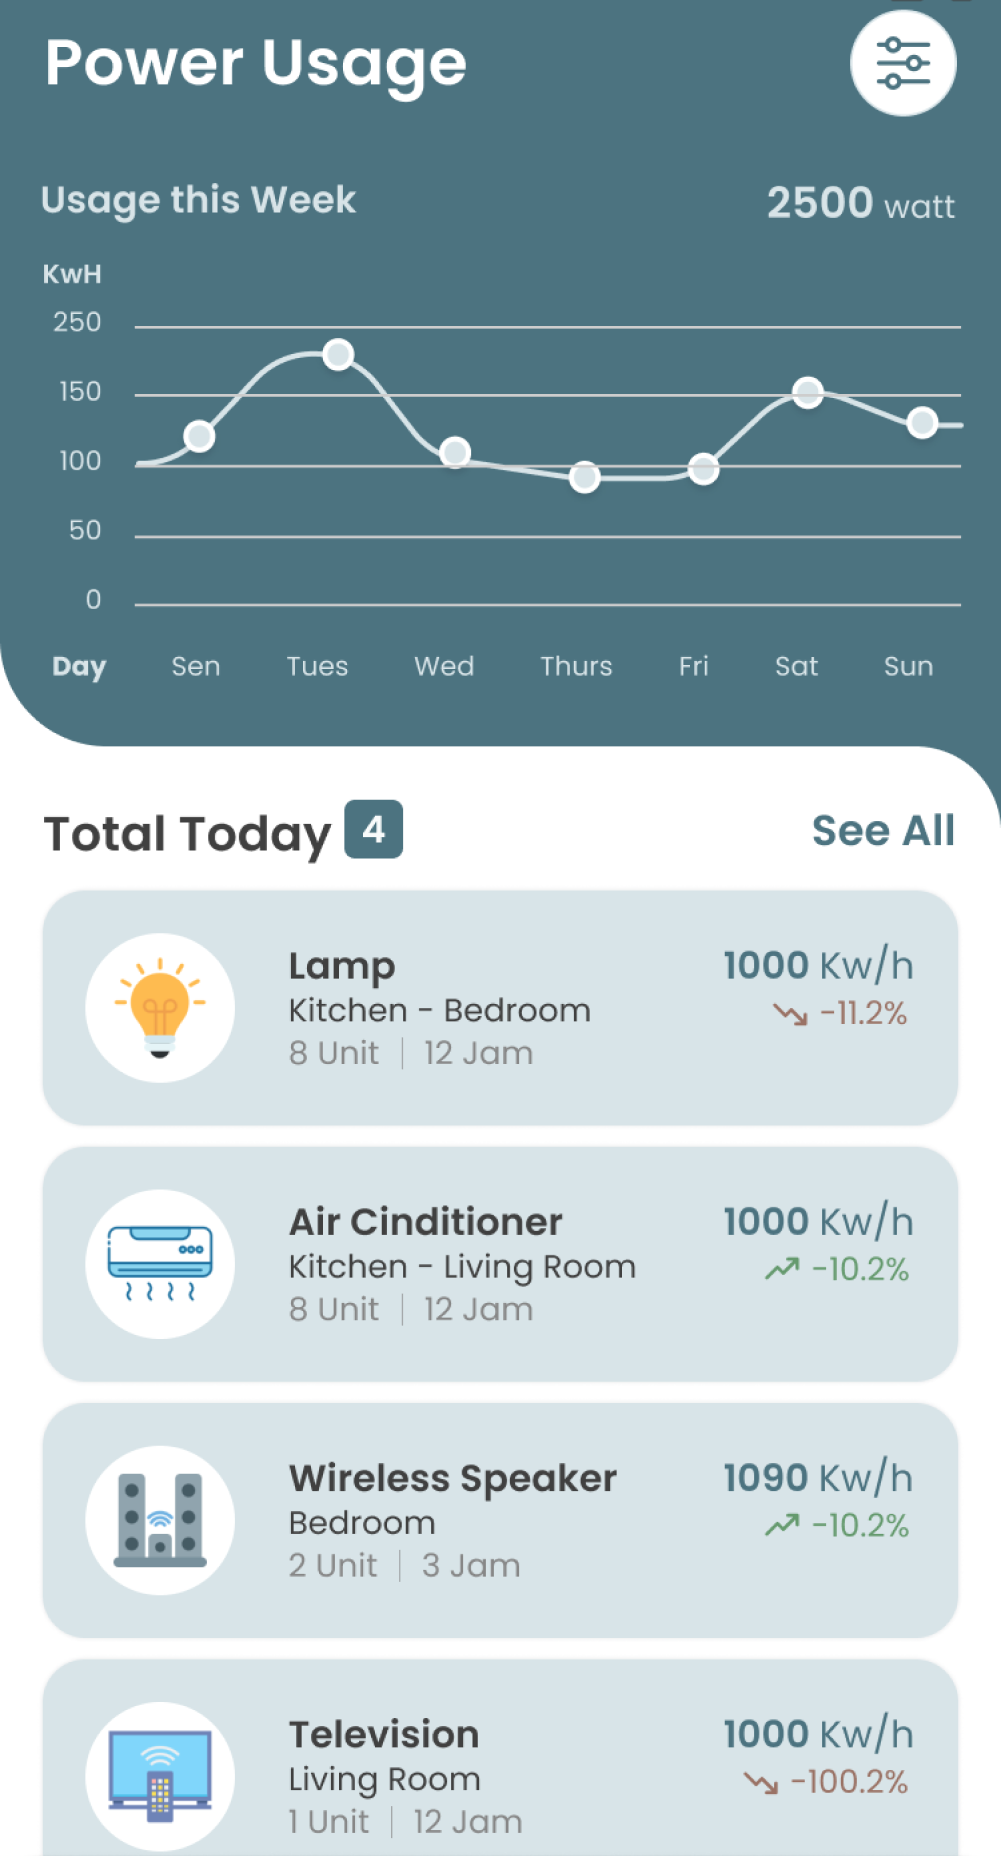 Power Usage
Usage this Week
2500 watt
KwH
250
150
100
50
0
Day Sen Tues Wed Thurs Fri Sat Sun
Total Today 4
See All
Lamp
Kitchen - Bedroom
8 Unit | 12 Jam
1000 Kw/h
-11.2%
Air Cinditioner
Kitchen - Living Room
8 Unit | 12 Jam
1000 Kw/h
-10.2%
Wireless Speaker
Bedroom
2 Unit | 3 Jam
1090 Kw/h
-10.2%
Television
Living Room
1 Unit | 12 Jam
1000 Kw/h
-100.2%